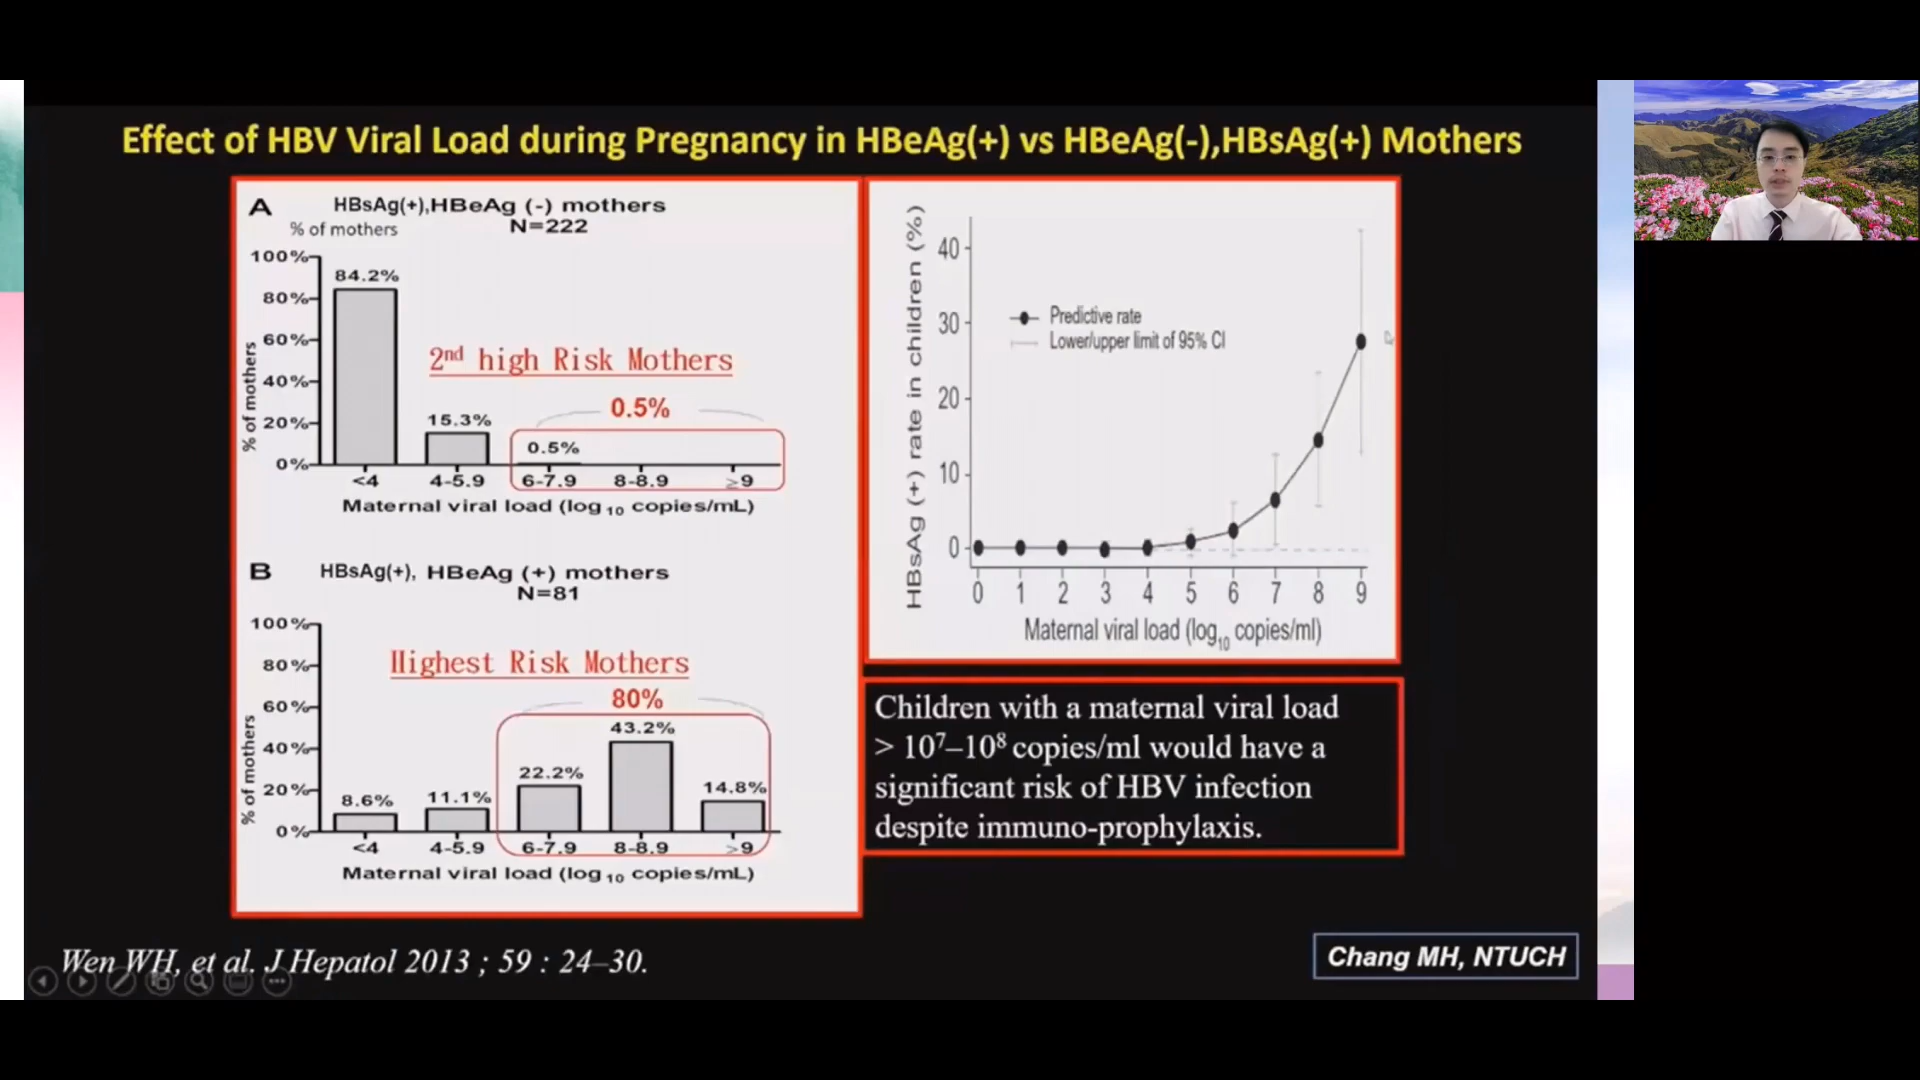 Effect of HBV Viral Load during Pregnancy in HBeAg(+) vs HBeAg(-),HBsAg(+) Mothers
A
HBsAg(+),HBeAg (-) mothers
N=222
% of mothers
% of mothers
100%
80%
60%
40%
20%
0%
84.2%
15.3%
0.5%
2nd high Risk Mothers
0.5%
<4
4-5.9
6-7.9
8-8.9
≥9
Maternal viral load (log10 copies/mL)
B
HBsAg(+), HBeAg (+) mothers
N=81
% of mothers
100%
80%
60%
40%
20%
0%
Highest Risk Mothers
80%
8.6%
11.1%
22.2%
43.2%
14.8%
<4
4-5.9
6-7.9
8-8.9
>9
Maternal viral load (log10 copies/mL)
HBsAg (+) rate in children (%)
40
30
20
10
0
Predictive rate
Lower/upper limit of 95% CI
0 1 2 3 4 5 6 7 8 9
Maternal viral load (log10 copies/ml)
Children with a maternal viral load
> 10⁷–10⁸ copies/ml would have a
significant risk of HBV infection
despite immuno-prophylaxis.
Wen WH, et al. J Hepatol 2013 ; 59 : 24–30.
Chang MH, NTUCH